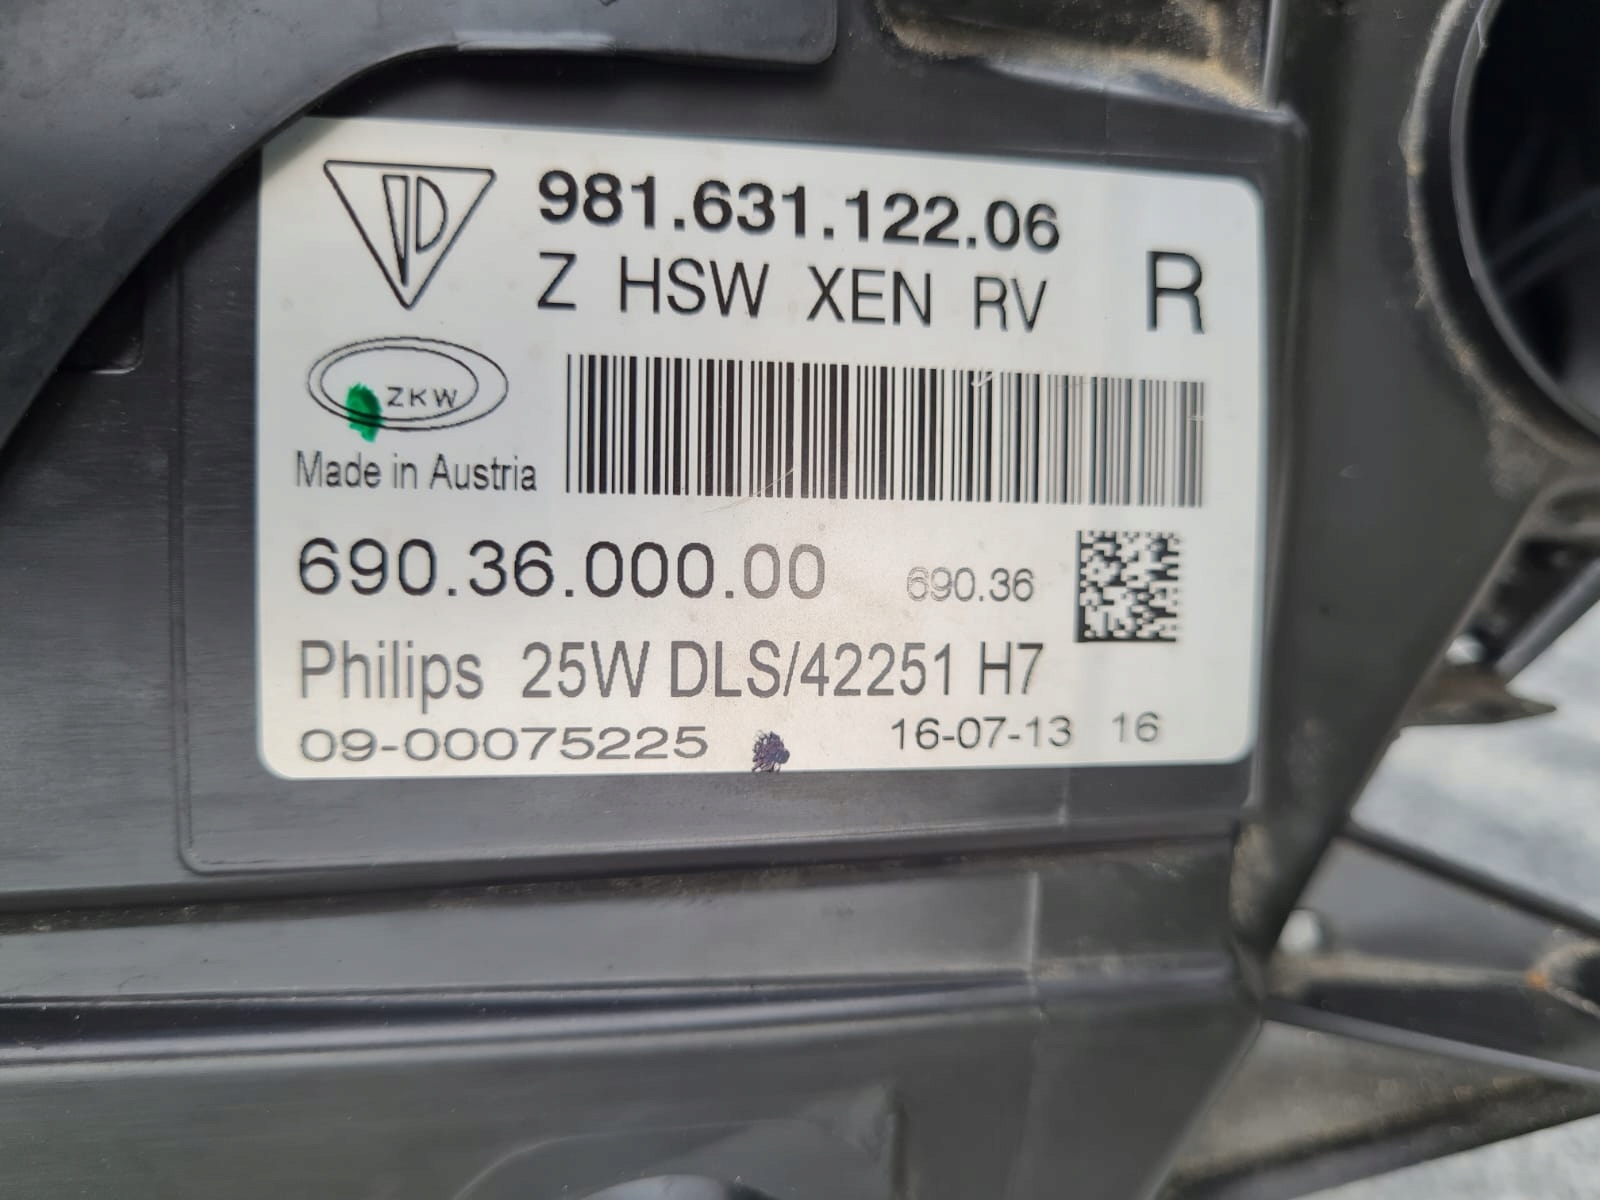 981.631.122.06
Z HSW XEN RV R
ZKW
Made in Austria
690.36.000.00 690.36
Philips 25W DLS/42251 H7
09-00075225 16-07-13 16